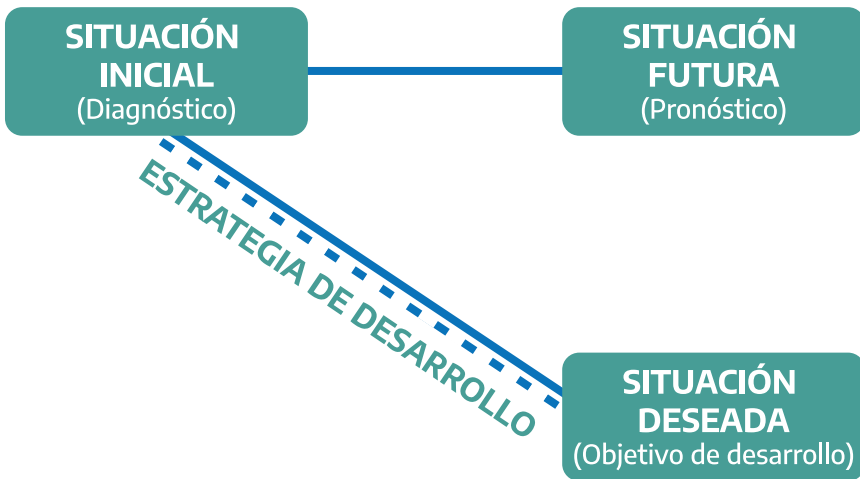 SITUACIÓN
INICIAL
(Diagnóstico)
SITUACIÓN
FUTURA
(Pronóstico)
ESTRATEGIA DE DESARROLLO
SITUACIÓN
DESEADA
(Objetivo de desarrollo)